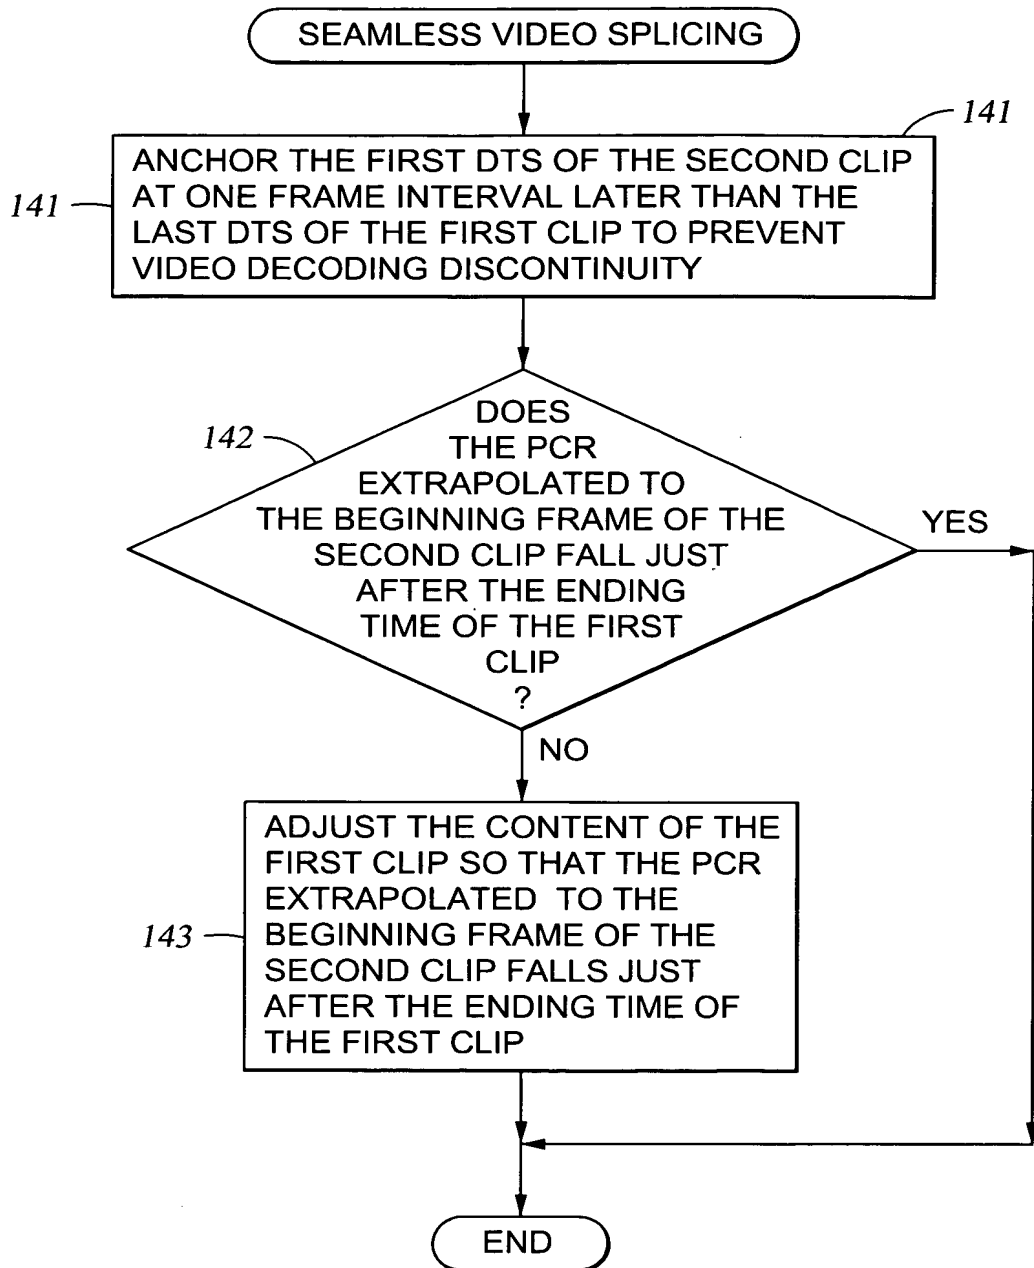 SEAMLESS VIDEO SPLICING
141
141
ANCHOR THE FIRST DTS OF THE SECOND CLIP
AT ONE FRAME INTERVAL LATER THAN THE
LAST DTS OF THE FIRST CLIP TO PREVENT
VIDEO DECODING DISCONTINUITY
142
DOES
THE PCR
EXTRAPOLATED TO
THE BEGINNING FRAME OF THE
SECOND CLIP FALL JUST
AFTER THE ENDING
TIME OF THE FIRST
CLIP
?
YES
NO
143
ADJUST THE CONTENT OF THE
FIRST CLIP SO THAT THE PCR
EXTRAPOLATED TO THE
BEGINNING FRAME OF THE
SECOND CLIP FALLS JUST
AFTER THE ENDING TIME OF
THE FIRST CLIP
END